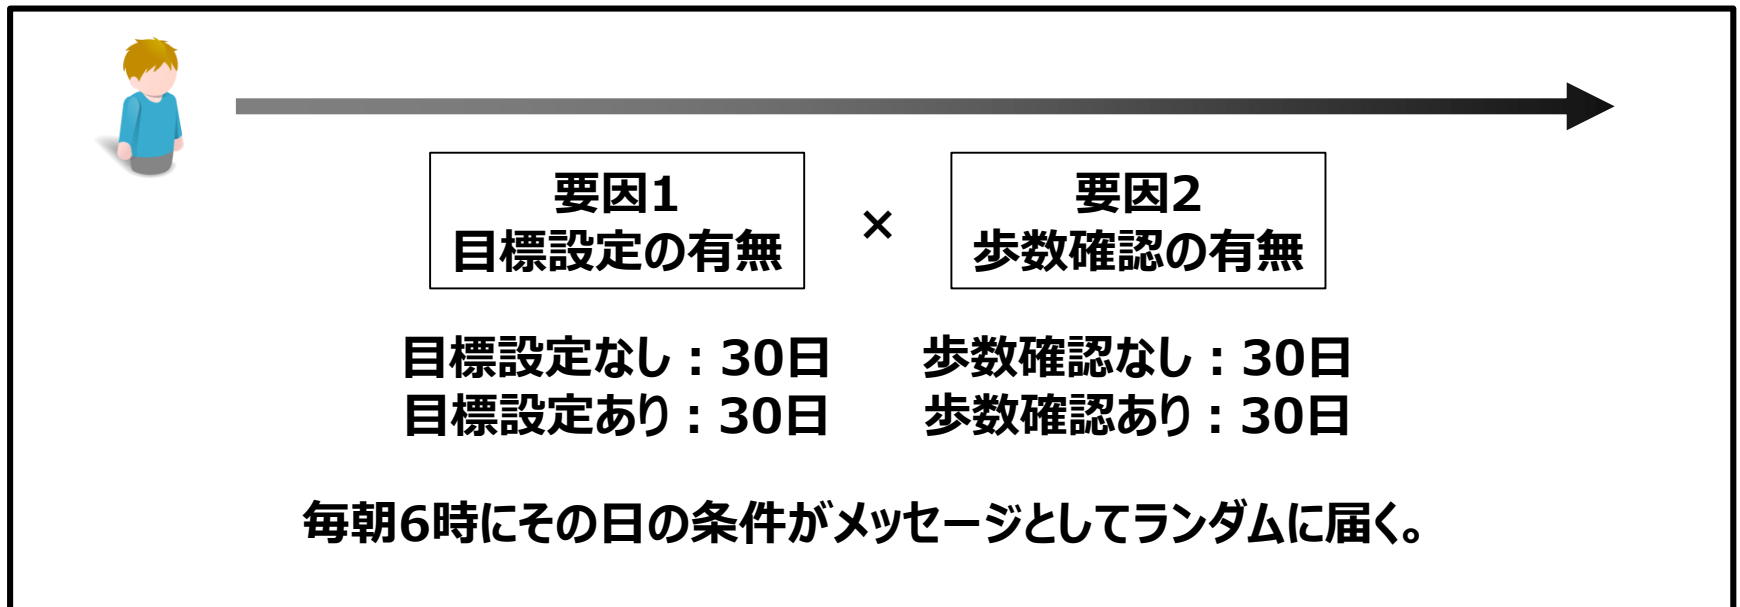 要因1
目標設定の有無
×
要因2
歩数確認の有無
目標設定なし：30日
目標設定あり：30日
歩数確認なし：30日
歩数確認あり：30日
毎朝6時にその日の条件がメッセージとしてランダムに届く。